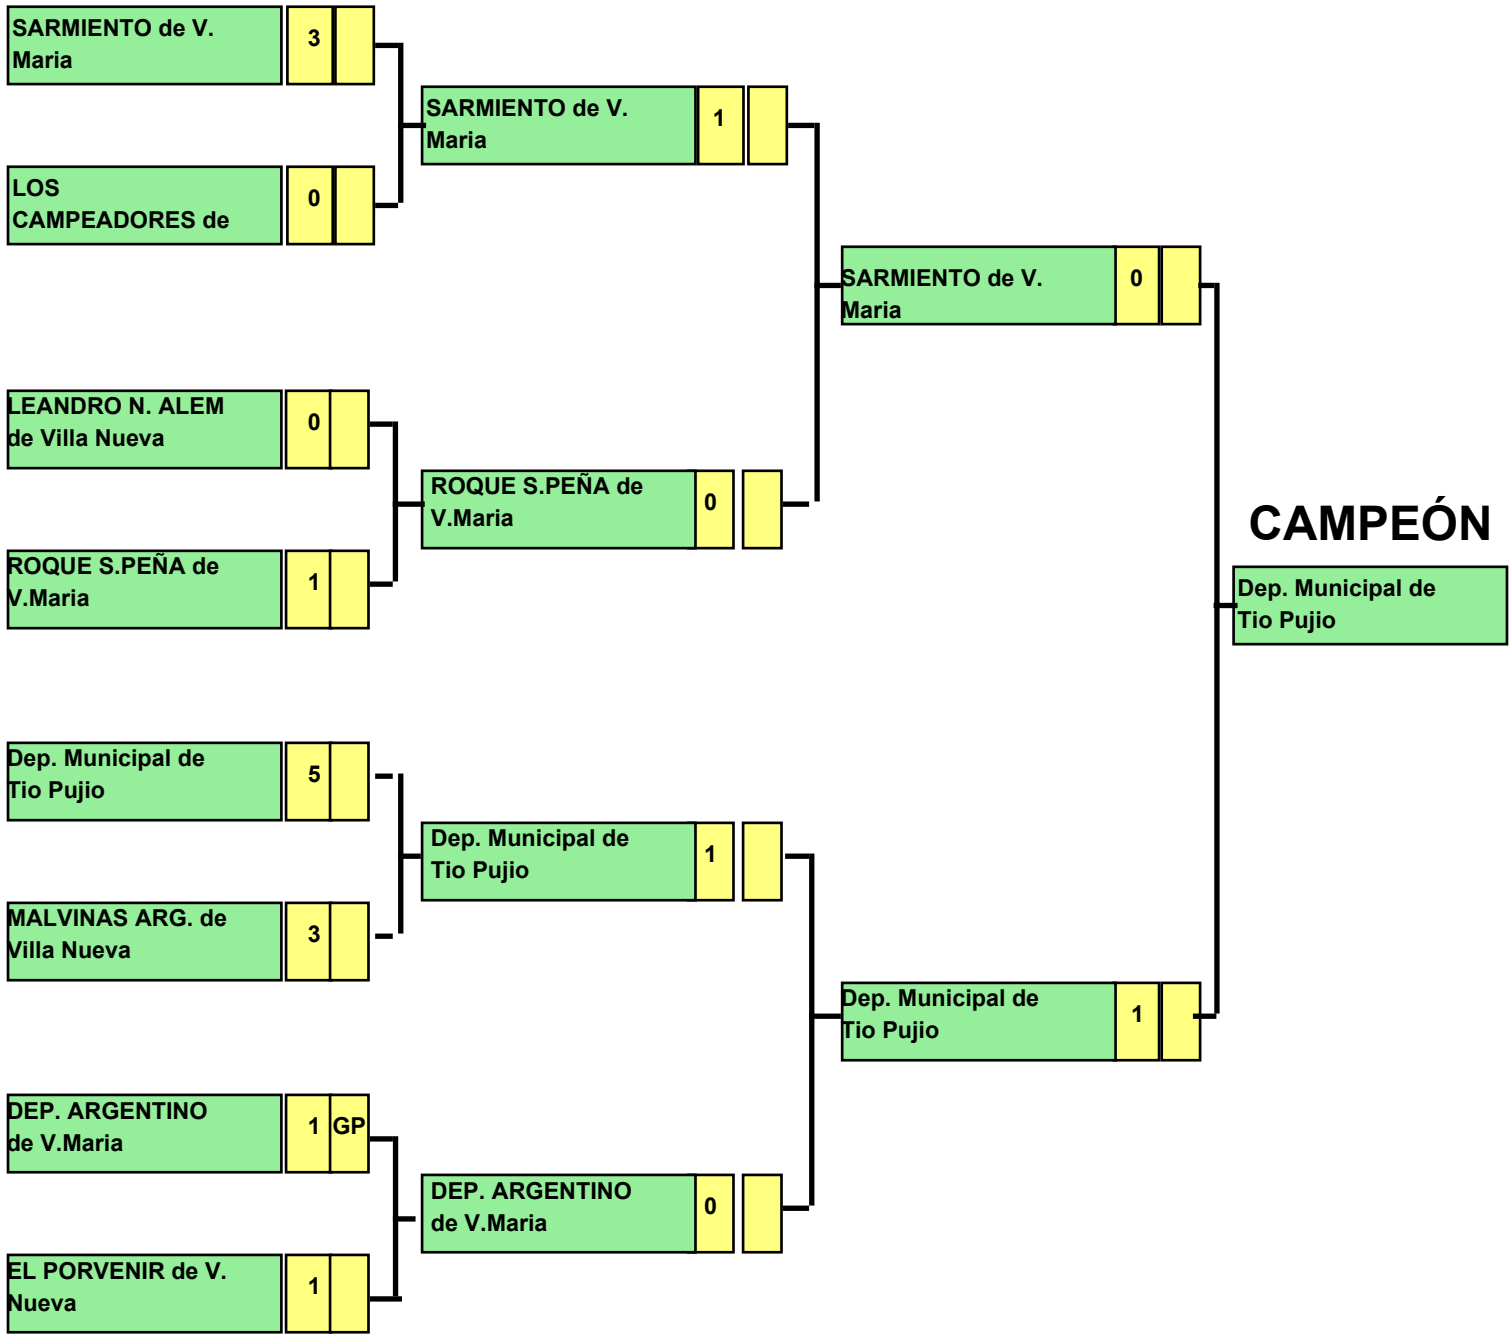 SARMIENTO de V.
Maria
3
LOS
CAMPEADORES de
0
LEANDRO N. ALEM
de Villa Nueva
0
ROQUE S.PEÑA de
V.Maria
1
Dep. Municipal de
Tio Pujio
5
MALVINAS ARG. de
Villa Nueva
3
DEP. ARGENTINO
de V.Maria
1 GP
EL PORVENIR de V.
Nueva
1
SARMIENTO de V.
Maria
1
ROQUE S.PEÑA de
V.Maria
0
Dep. Municipal de
Tio Pujio
1
DEP. ARGENTINO
de V.Maria
0
SARMIENTO de V.
Maria
0
Dep. Municipal de
Tio Pujio
1
CAMPEÓN
Dep. Municipal de
Tio Pujio